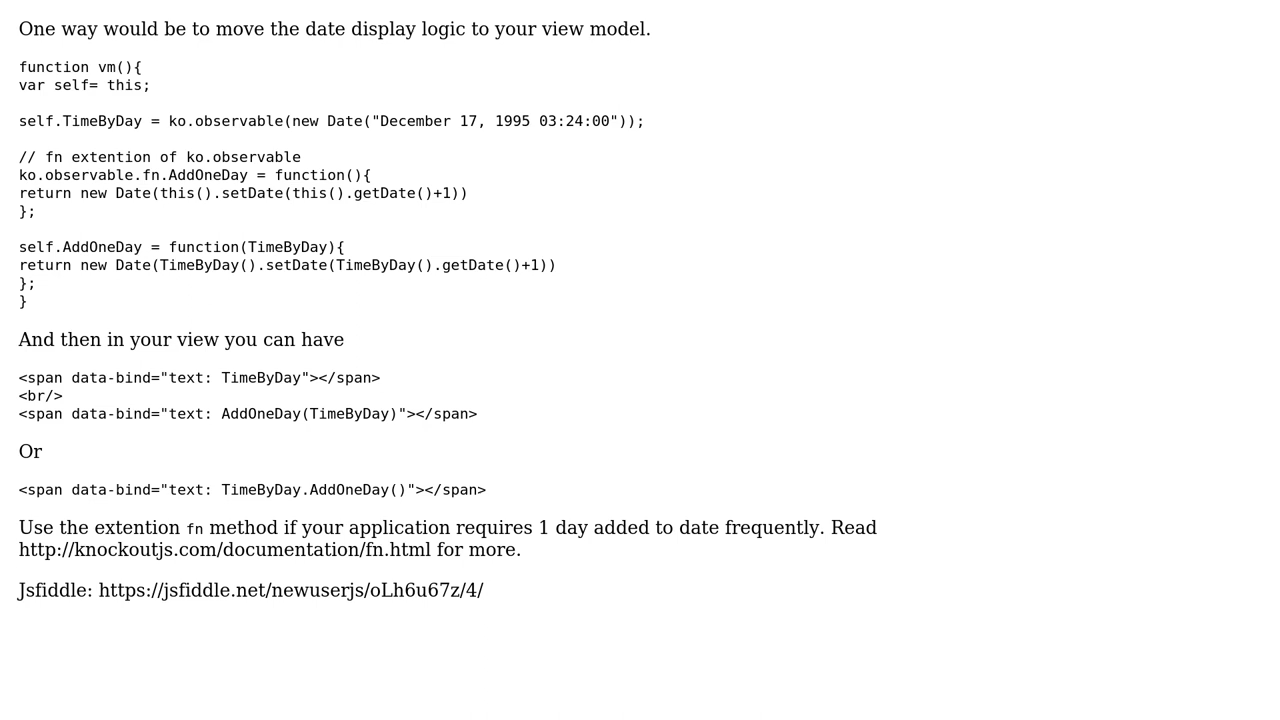 One way would be to move the date display logic to your view model.
function vm(){
var self= this;
self.TimeByDay = ko.observable(new Date("December 17, 1995 03:24:00"));
// fn extention of ko.observable
ko.observable.fn.AddOneDay = function(){
return new Date(this().setDate(this().getDate()+1))
};
self.AddOneDay = function(TimeByDay){
return new Date(TimeByDay().setDate(TimeByDay().getDate()+1))
};
}
And then in your view you can have
<span data-bind="text: TimeByDay"></span>
<br/>
<span data-bind="text: AddOneDay(TimeByDay)"></span>
Or
<span data-bind="text: TimeByDay.AddOneDay()"></span>
Use the extention fn method if your application requires 1 day added to date frequently. Read
http://knockoutjs.com/documentation/fn.html for more.
Jsfiddle: https://jsfiddle.net/newuserjs/oLh6u67z/4/